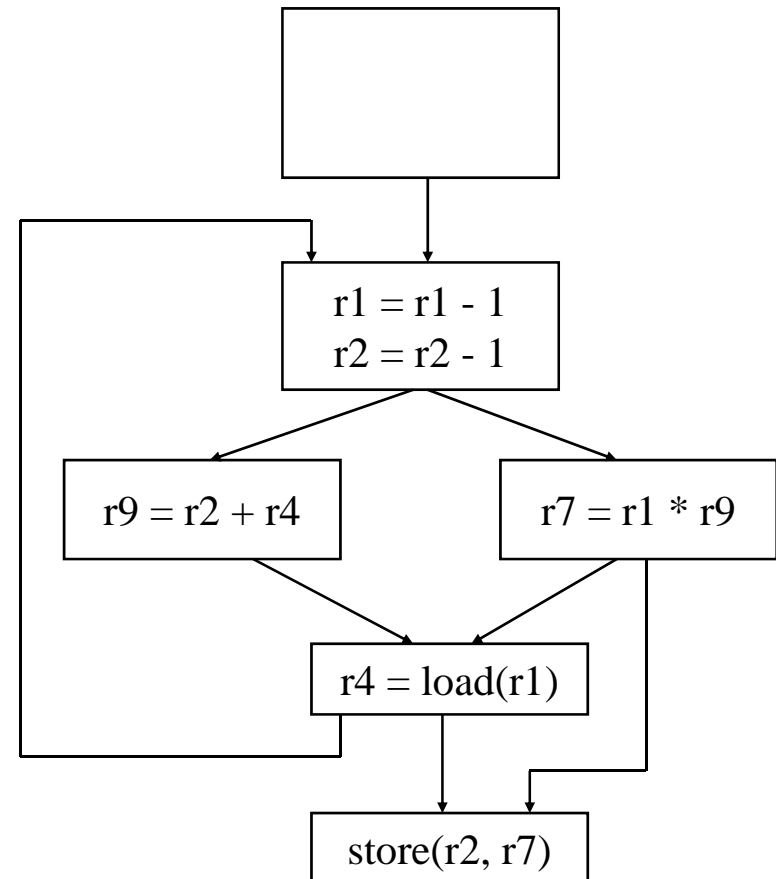 r1 = r1 - 1
r2 = r2 - 1
r9 = r2 + r4
r7 = r1 * r9
r4 = load(r1)
store(r2, r7)